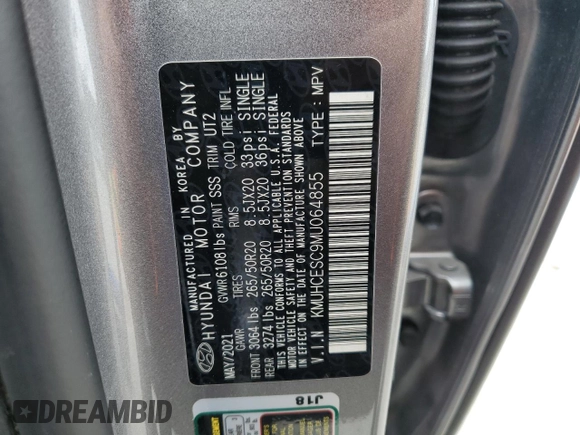 MANUFACTURED IN KOREA BY
HYUNDAI MOTOR COMPANY
MAY/2021 GVWR 6108 lbs PAINT SSS TRIM UT2
GAWR TIRES RIMS COLD TIRE INFL
FRONT 3064 lbs 265/50R20 8.5JX20 33psi SINGLE
REAR 3274 lbs 265/50R20 8.5JX20 36psi SINGLE
THIS VEHICLE CONFORMS TO ALL APPLICABLE U.S.A. FEDERAL
MOTOR VEHICLE SAFETY, BUMPER, AND THEFT PREVENTION STANDARDS
IN EFFECT ON THE DATE OF MANUFACTURE SHOWN ABOVE
V.I.N KMUHCESC9MU064855 TYPE: MPV
J18
DREAMBID